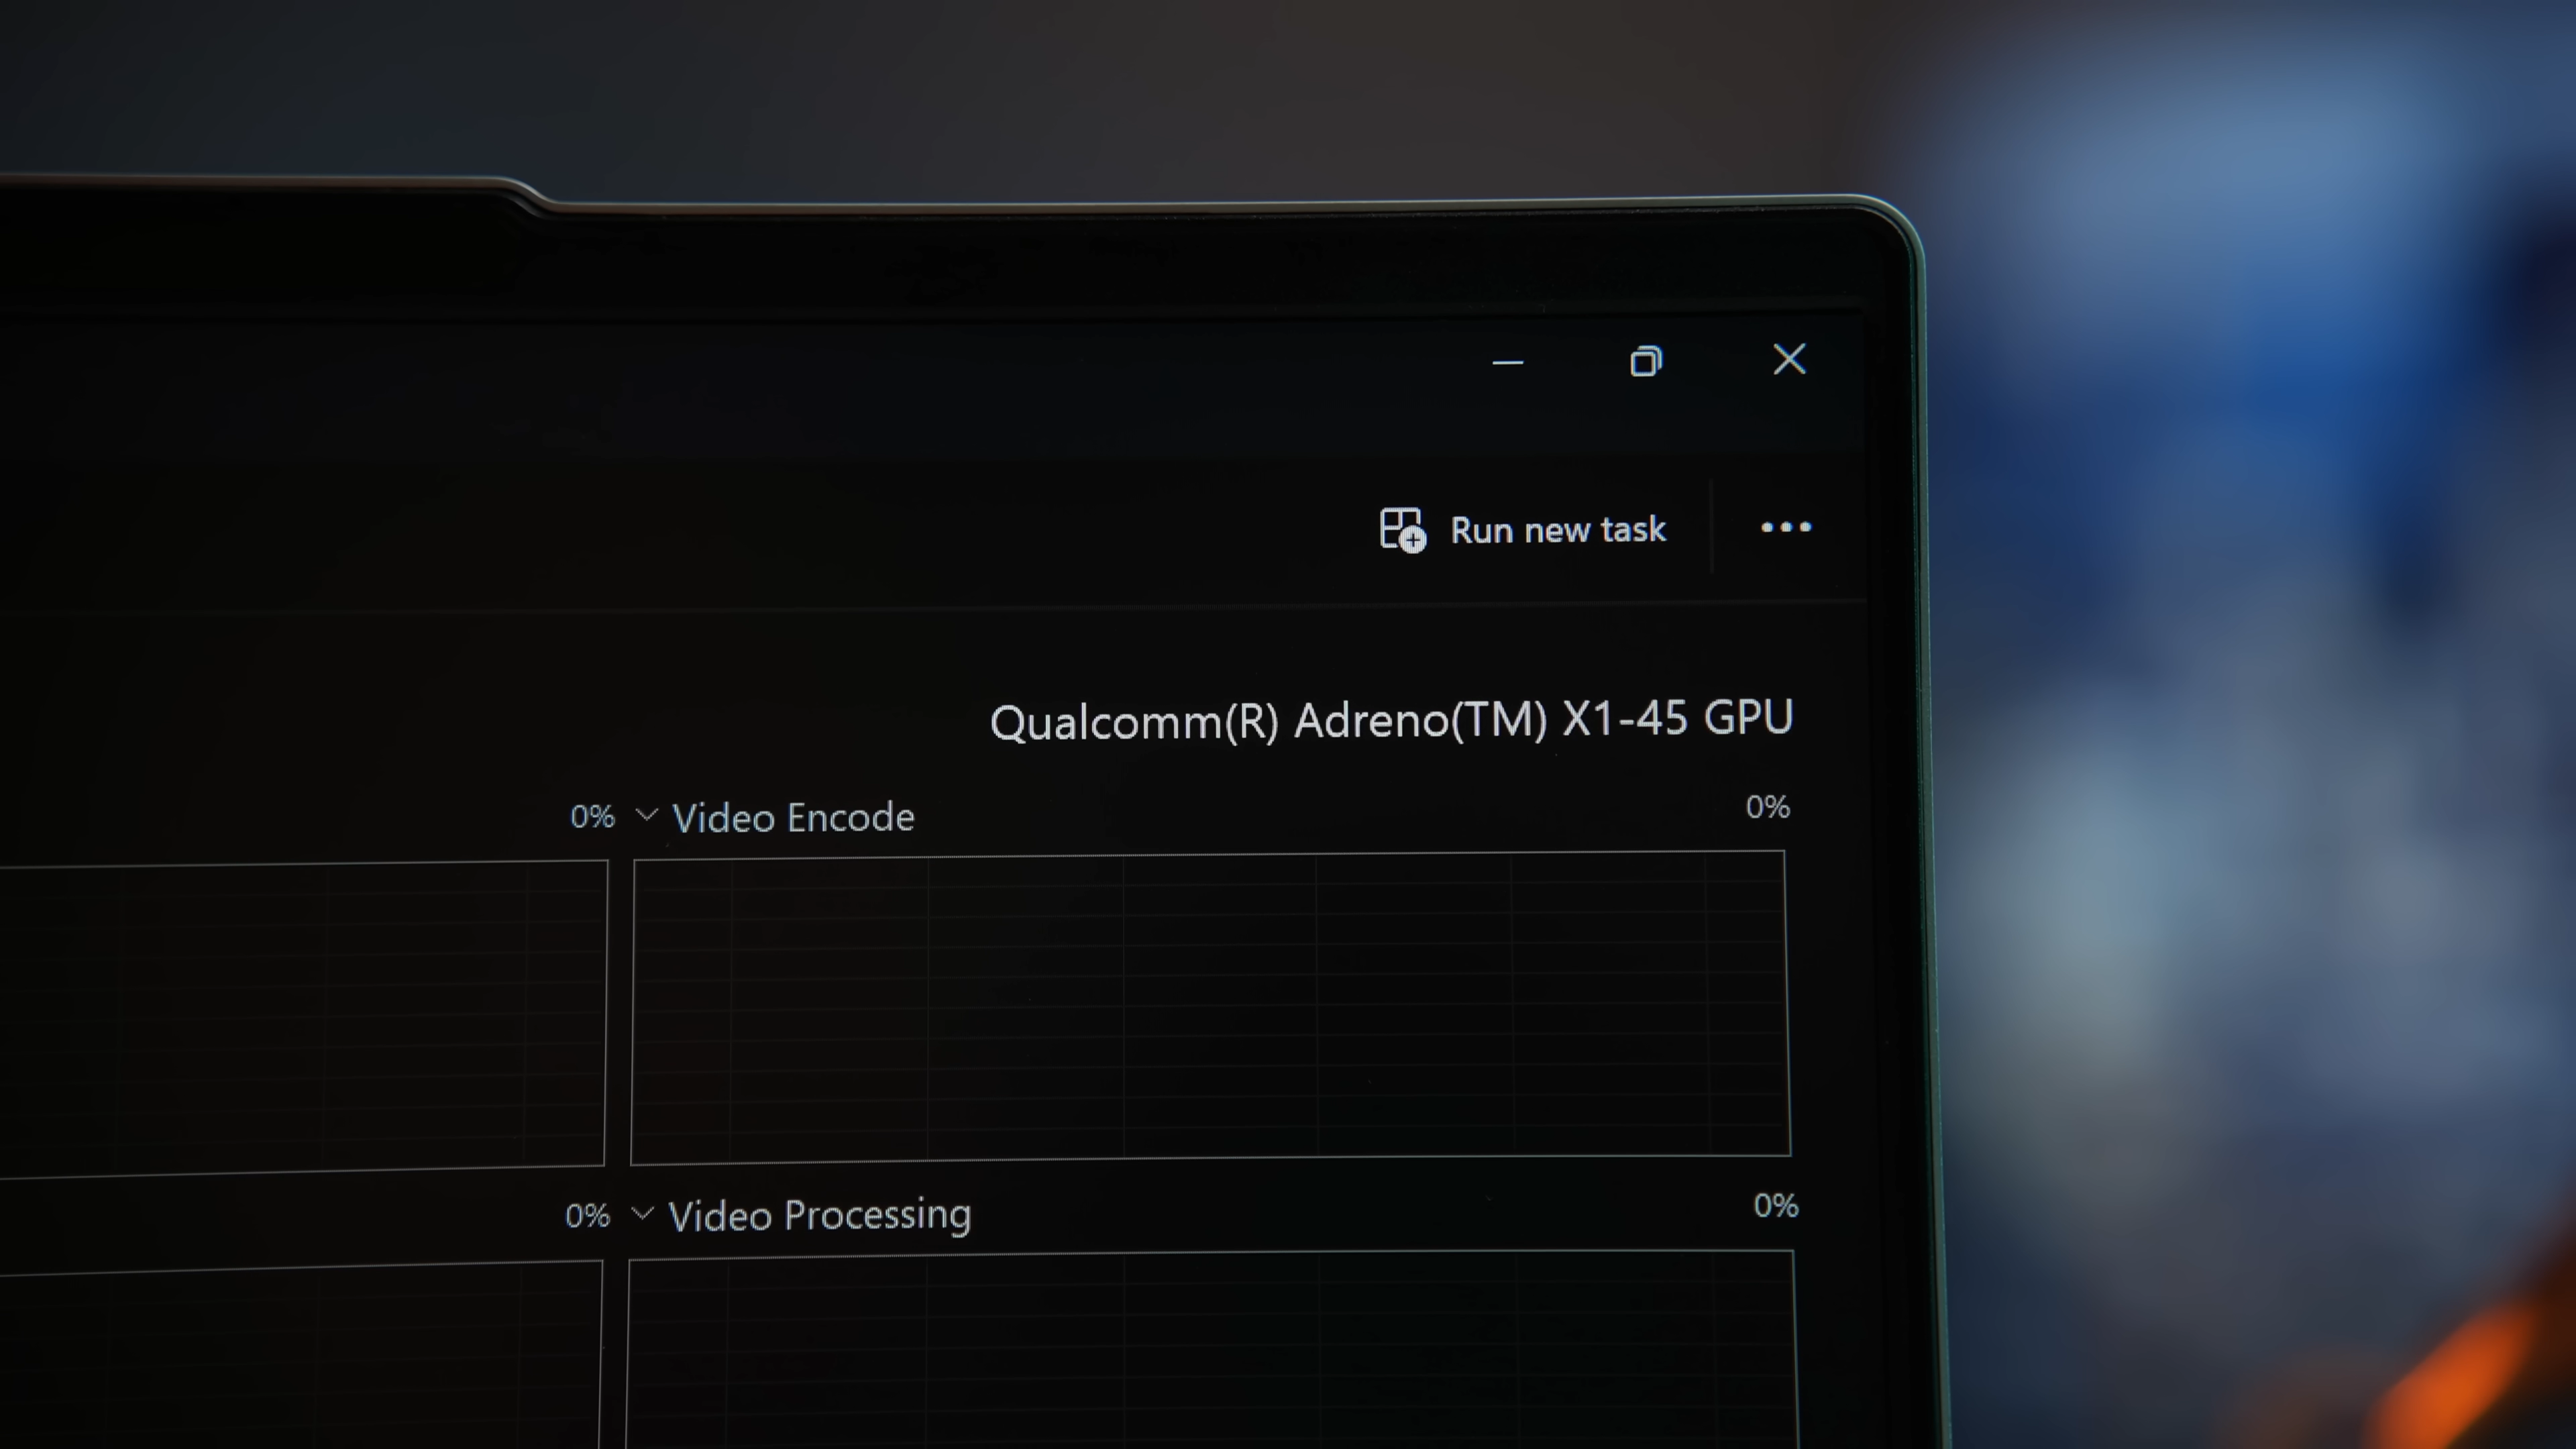 Run new task
Qualcomm(R) Adreno(TM) X1-45 GPU
0% Video Encode 0%
0% Video Processing 0%